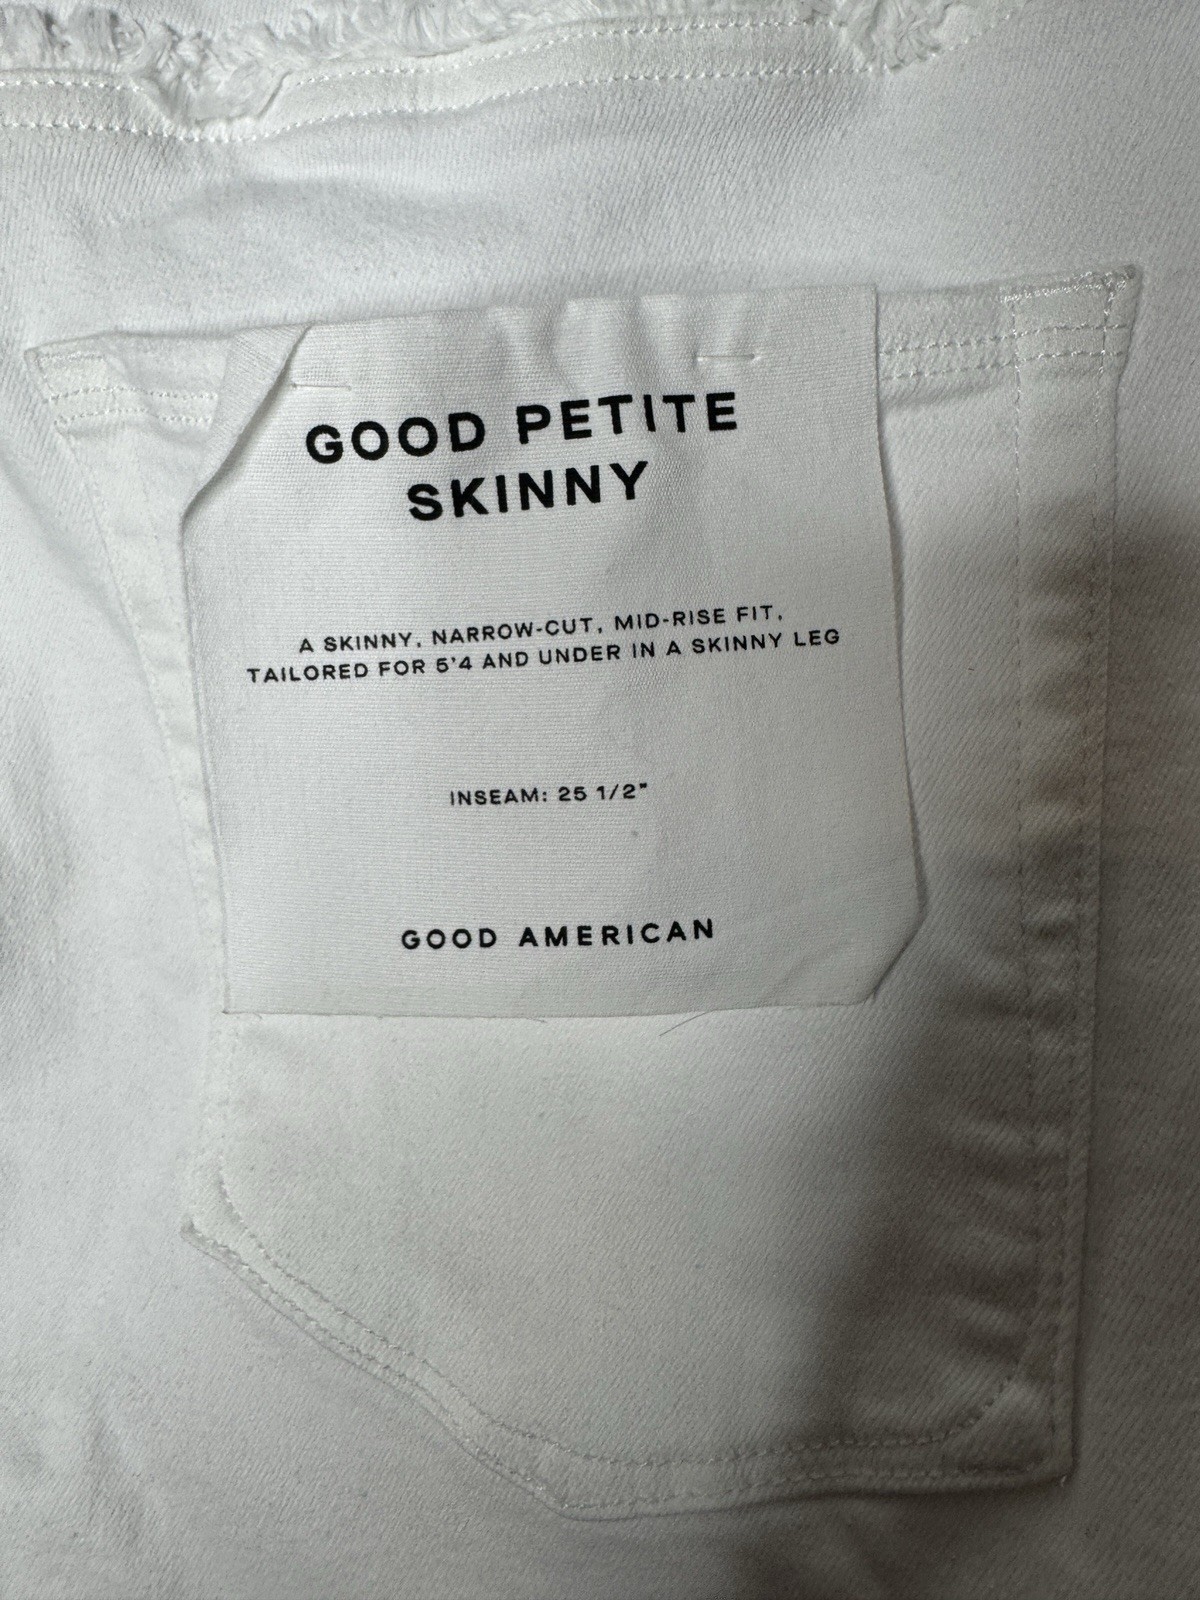 GOOD PETITE
SKINNY
A SKINNY, NARROW-CUT, MID-RISE FIT,
TAILORED FOR 5'4 AND UNDER IN A SKINNY LEG
INSEAM: 25 1/2"
GOOD AMERICAN